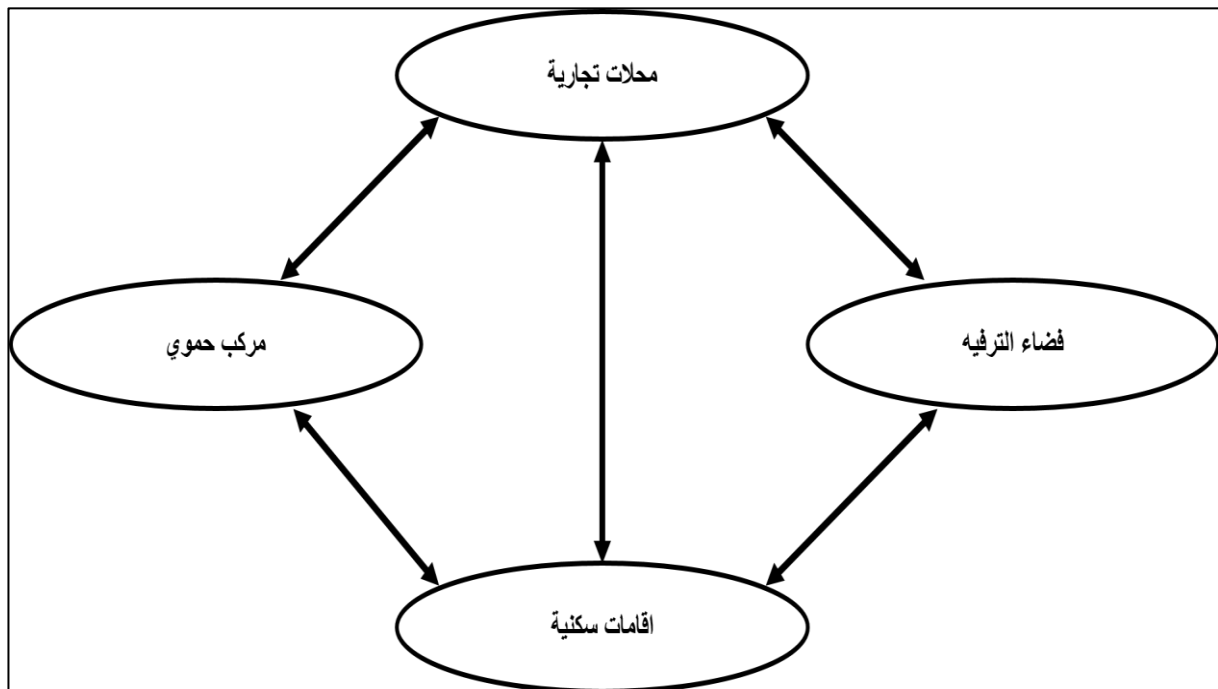 محلات تجارية
فضاء الترفيه
مركب حموي
اقامات سكنية